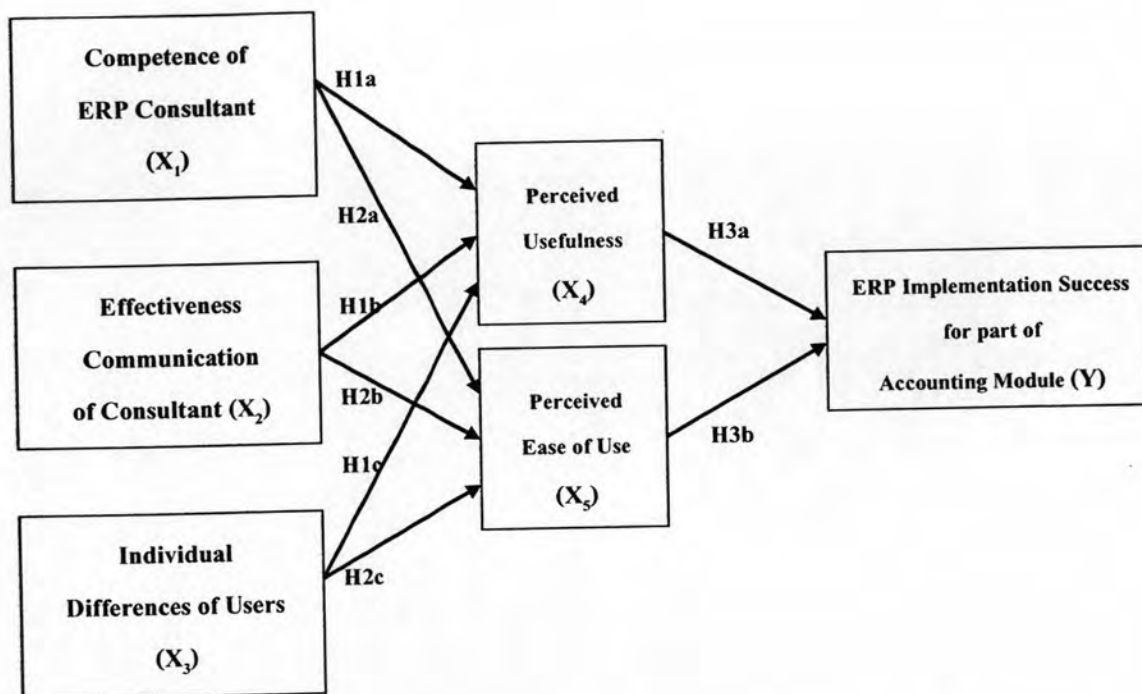 Competence of
ERP Consultant
(X₁)
H1a
H2a
Effectiveness
Communication
of Consultant (X₂)
H1b
H2b
H1c
Individual
Differences of Users
(X₃)
H2c
Perceived
Usefulness
(X₄)
Perceived
Ease of Use
(X₅)
H3a
H3b
ERP Implementation Success
for part of
Accounting Module (Y)